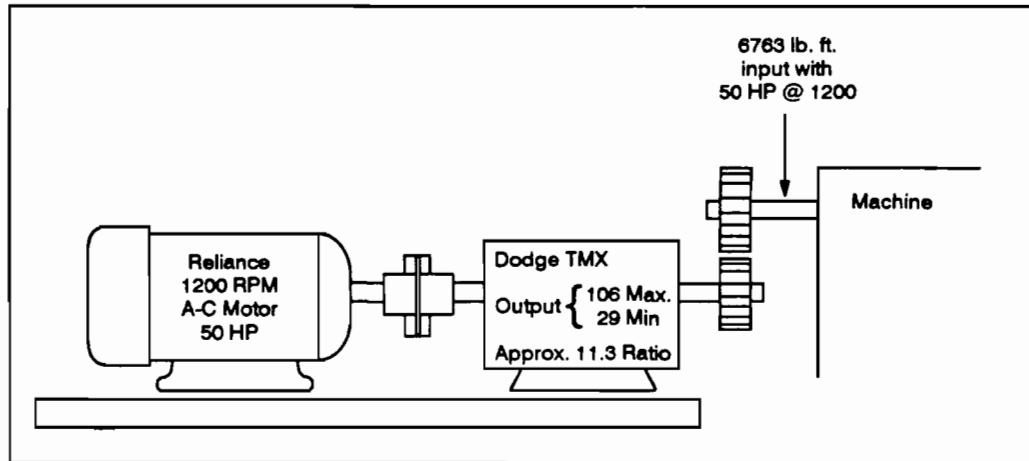 6763 lb. ft.
input with
50 HP @ 1200
Machine
Reliance
1200 RPM
A-C Motor
50 HP
Dodge TMX
Output { 106 Max.
29 Min
Approx. 11.3 Ratio